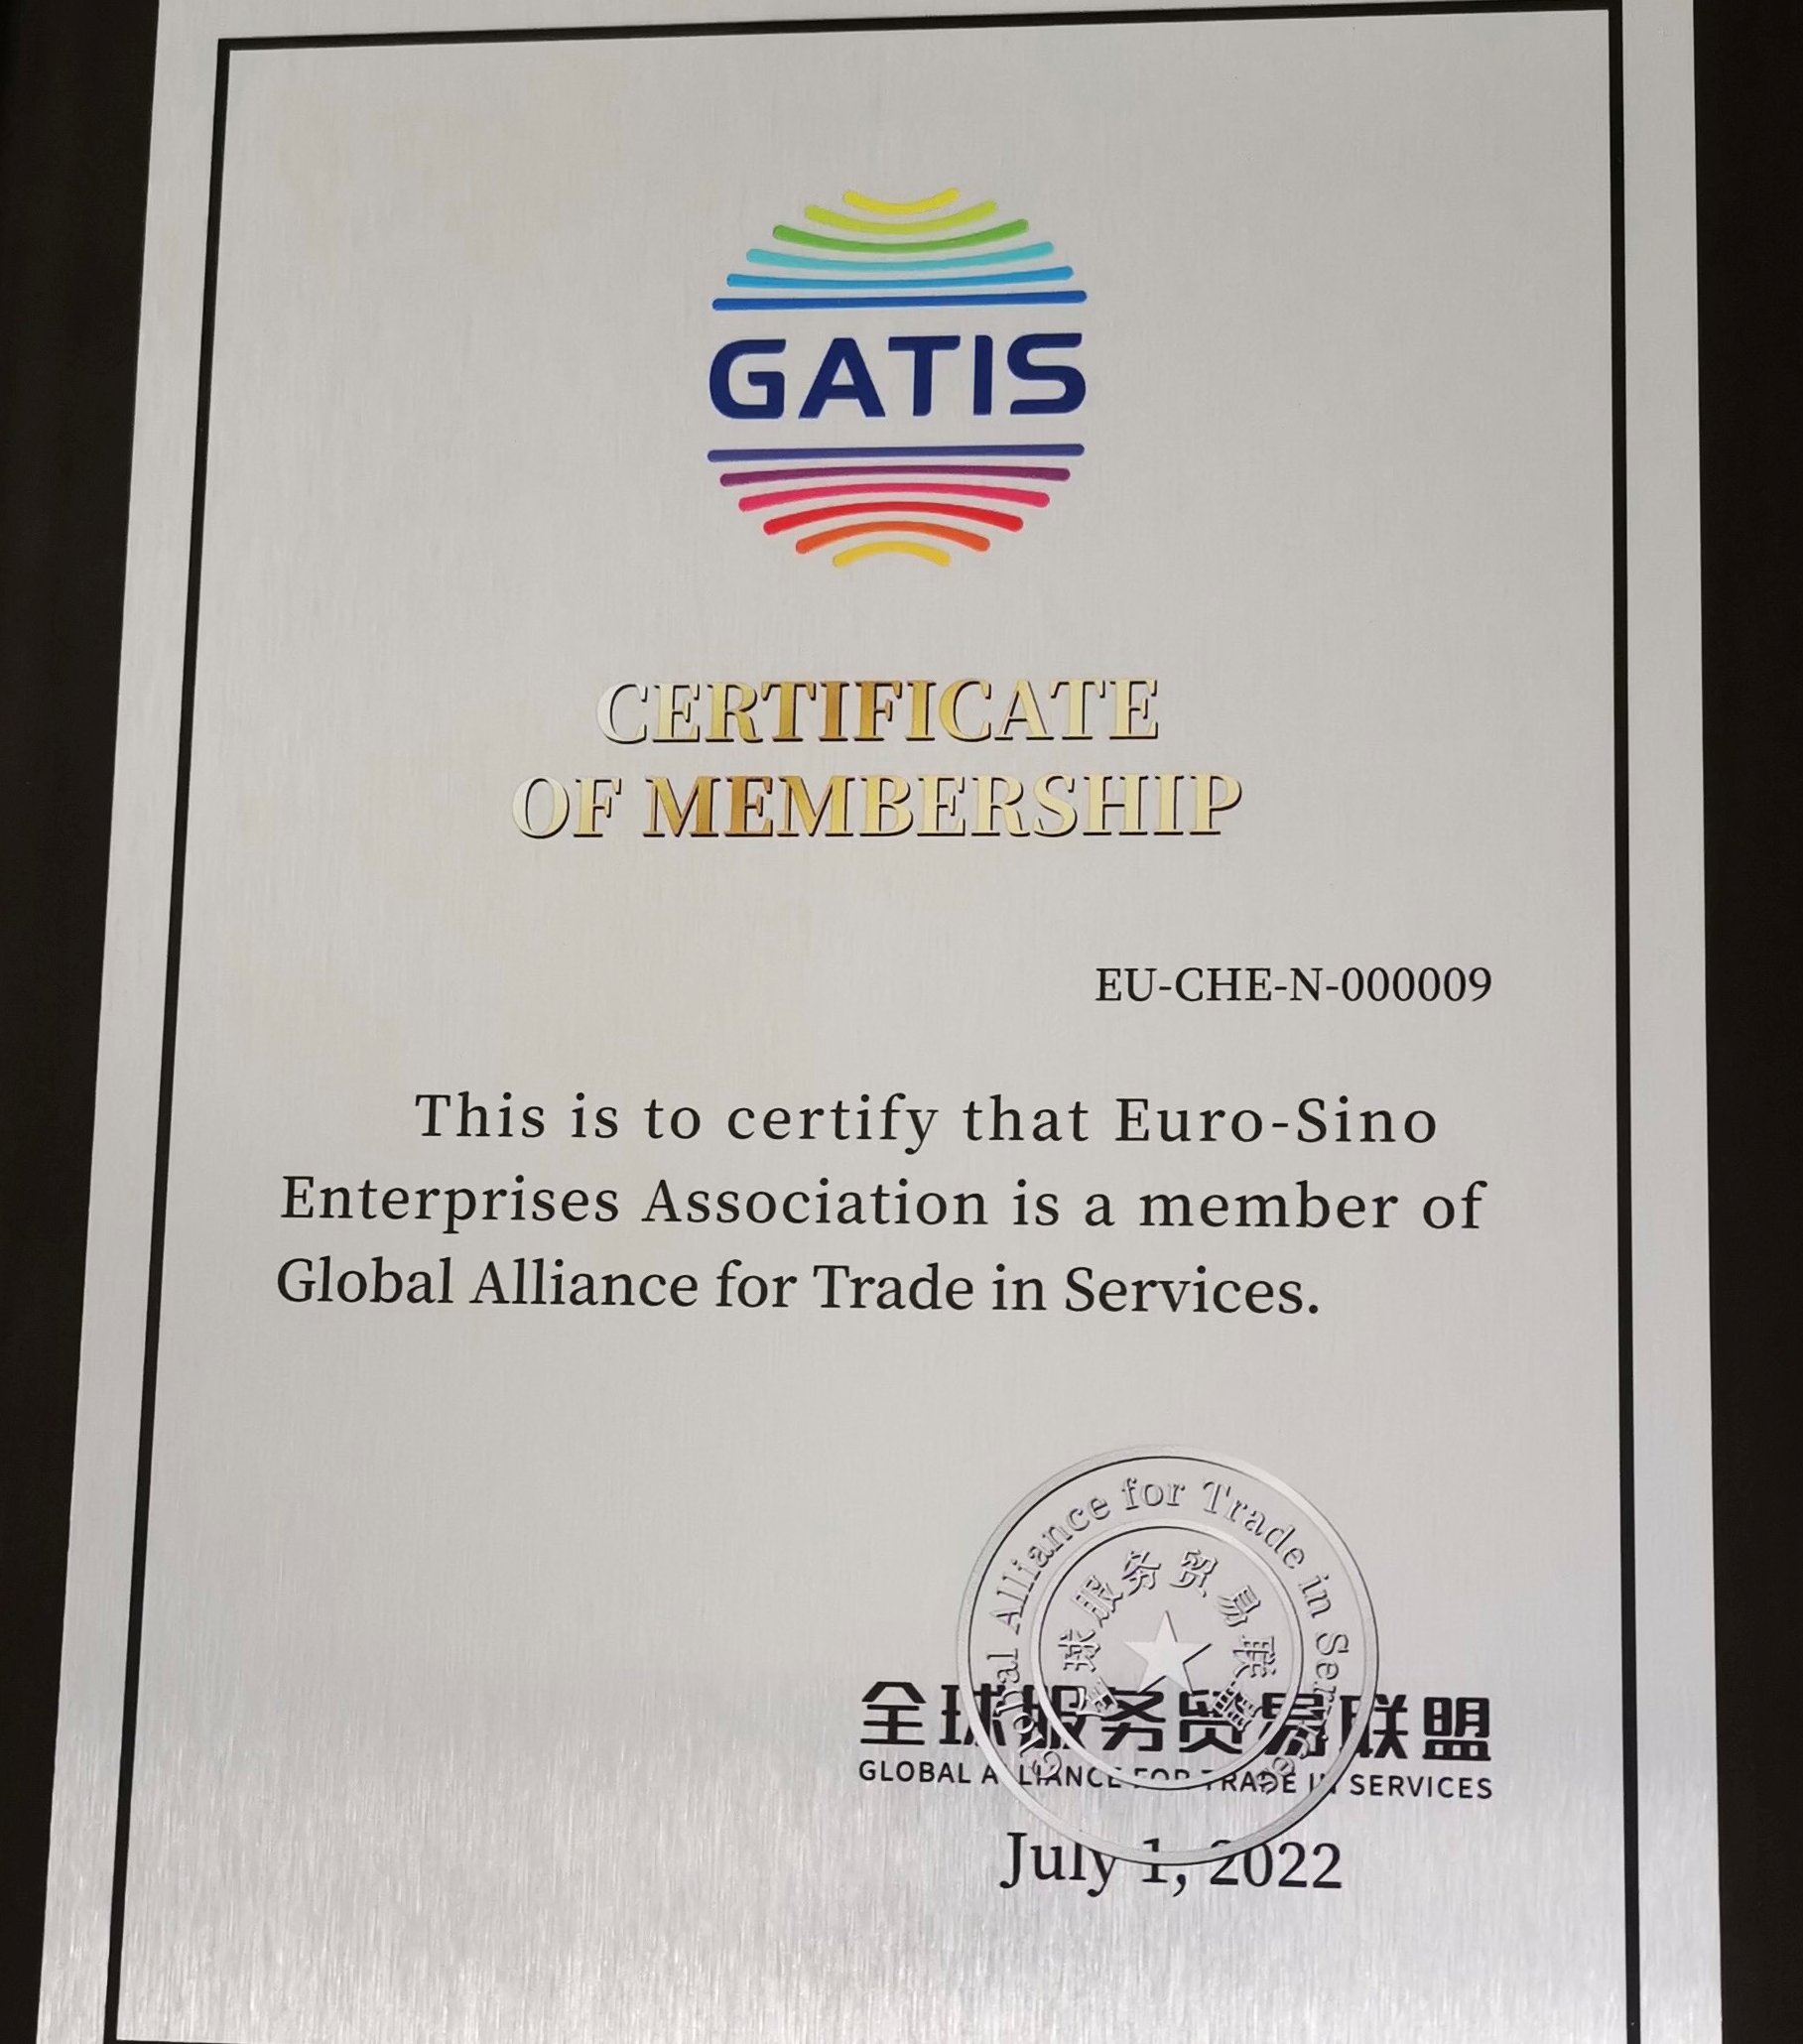 GATIS
CERTIFICATE
OF MEMBERSHIP
EU-CHE-N-000009
This is to certify that Euro-Sino
Enterprises Association is a member of
Global Alliance for Trade in Services.
Global Alliance for Trade in Services
全球服务贸易联盟
全球服务贸易联盟
GLOBAL ALLIANCE FOR TRADE IN SERVICES
July 1, 2022